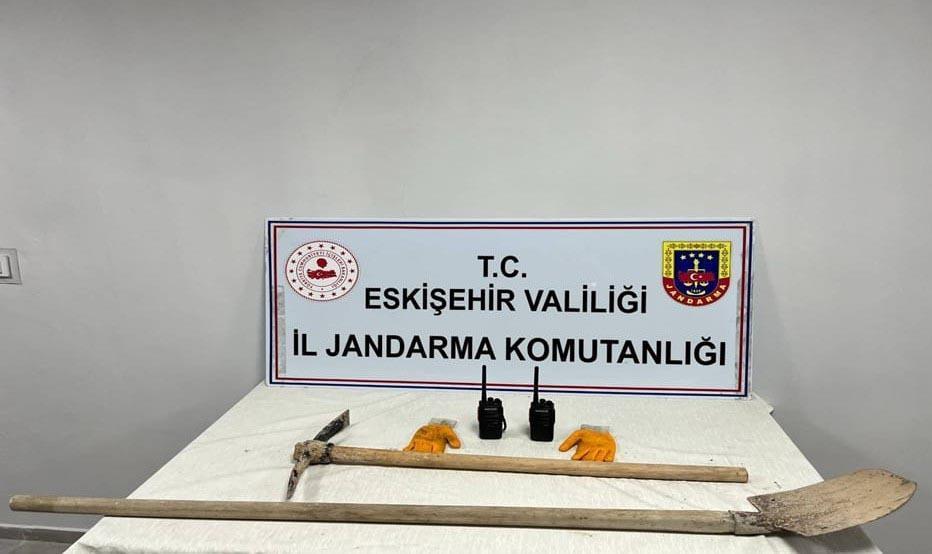 T.C.
ESKİŞEHİR VALİLİĞİ
İL JANDARMA KOMUTANLIĞI
JANDARMA